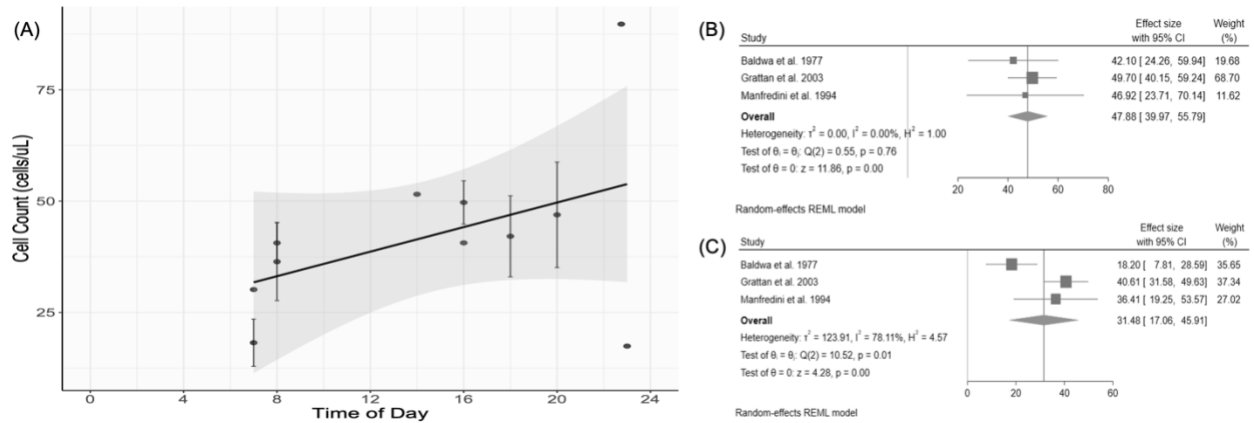 (A)
Cell Count (cells/uL)
75
50
25
0 4 8 12 16 20 24
Time of Day
(B)
Effect size Weight
Study with 95% CI (%)
Baldwa et al. 1977 42.10 [ 24.26, 59.94] 19.68
Grattan 2003 49.70 [ 40.15, 59.24] 68.70
Manfredini et al. 1994 46.92 [ 23.71, 70.14] 11.62
Overall 47.88 [ 39.97, 55.79]
Heterogeneity: τ² = 0.00, I² = 0.00%, H² = 1.00
Test of θᵢ = θⱼ: Q(2) = 0.55, p = 0.76
Test of θ = 0: z = 11.86, p = 0.00
20 40 60 80
Random-effects REML model
(C)
Effect size Weight
Study with 95% CI (%)
Baldwa et al. 1977 18.20 [ 7.81, 28.59] 35.65
Grattan 2003 40.61 [ 31.58, 49.63] 37.34
Manfredini et al. 1994 36.41 [ 19.25, 53.57] 27.02
Overall 31.48 [ 17.06, 45.91]
Heterogeneity: τ² = 123.91, I² = 78.11%, H² = 4.57
Test of θᵢ = θⱼ: Q(2) = 10.52, p = 0.01
Test of θ = 0: z = 4.28, p = 0.00
0 20 40 60
Random-effects REML model